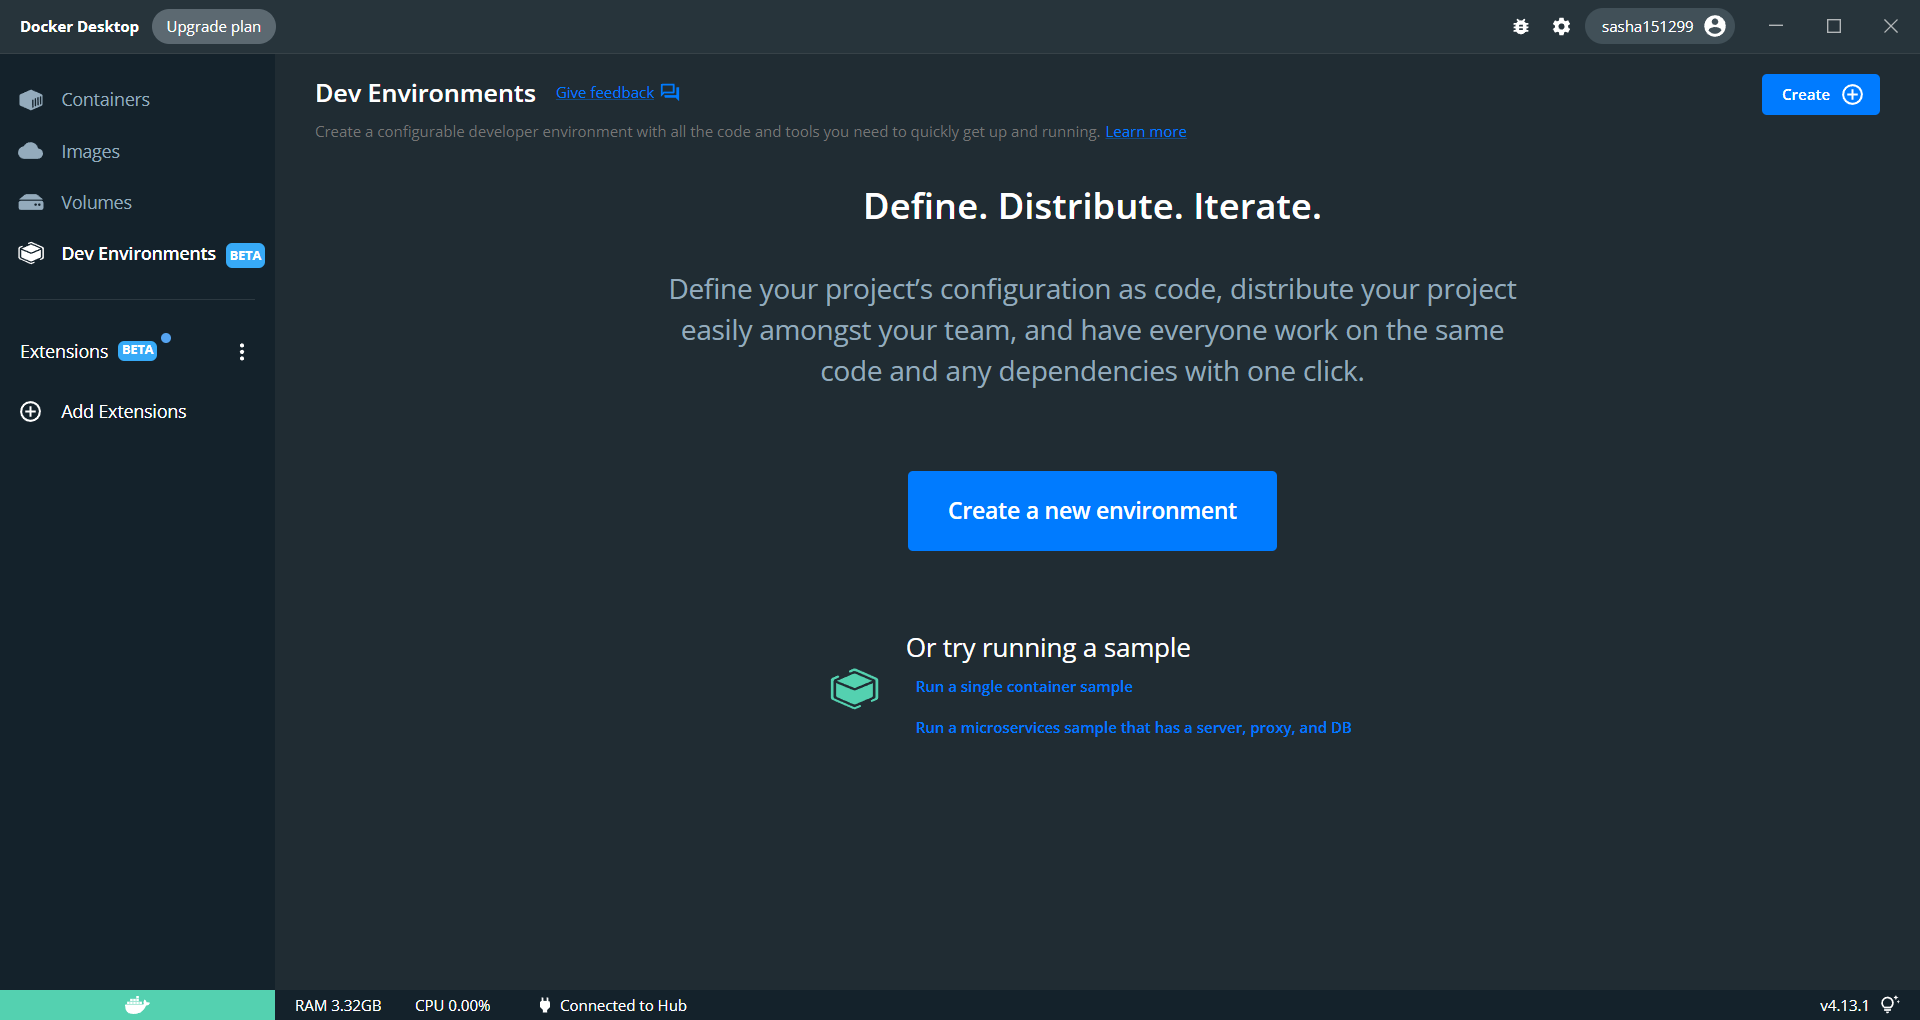 Docker Desktop Upgrade plan sasha151299
Containers
Images
Volumes
Dev Environments BETA
Extensions BETA
Add Extensions
Dev Environments Give feedback
Create
Create a configurable developer environment with all the code and tools you need to quickly get up and running. Learn more
Define. Distribute. Iterate.
Define your project’s configuration as code, distribute your project
easily amongst your team, and have everyone work on the same
code and any dependencies with one click.
Create a new environment
Or try running a sample
Run a single container sample
Run a microservices sample that has a server, proxy, and DB
RAM 3.32GB CPU 0.00% Connected to Hub v4.13.1